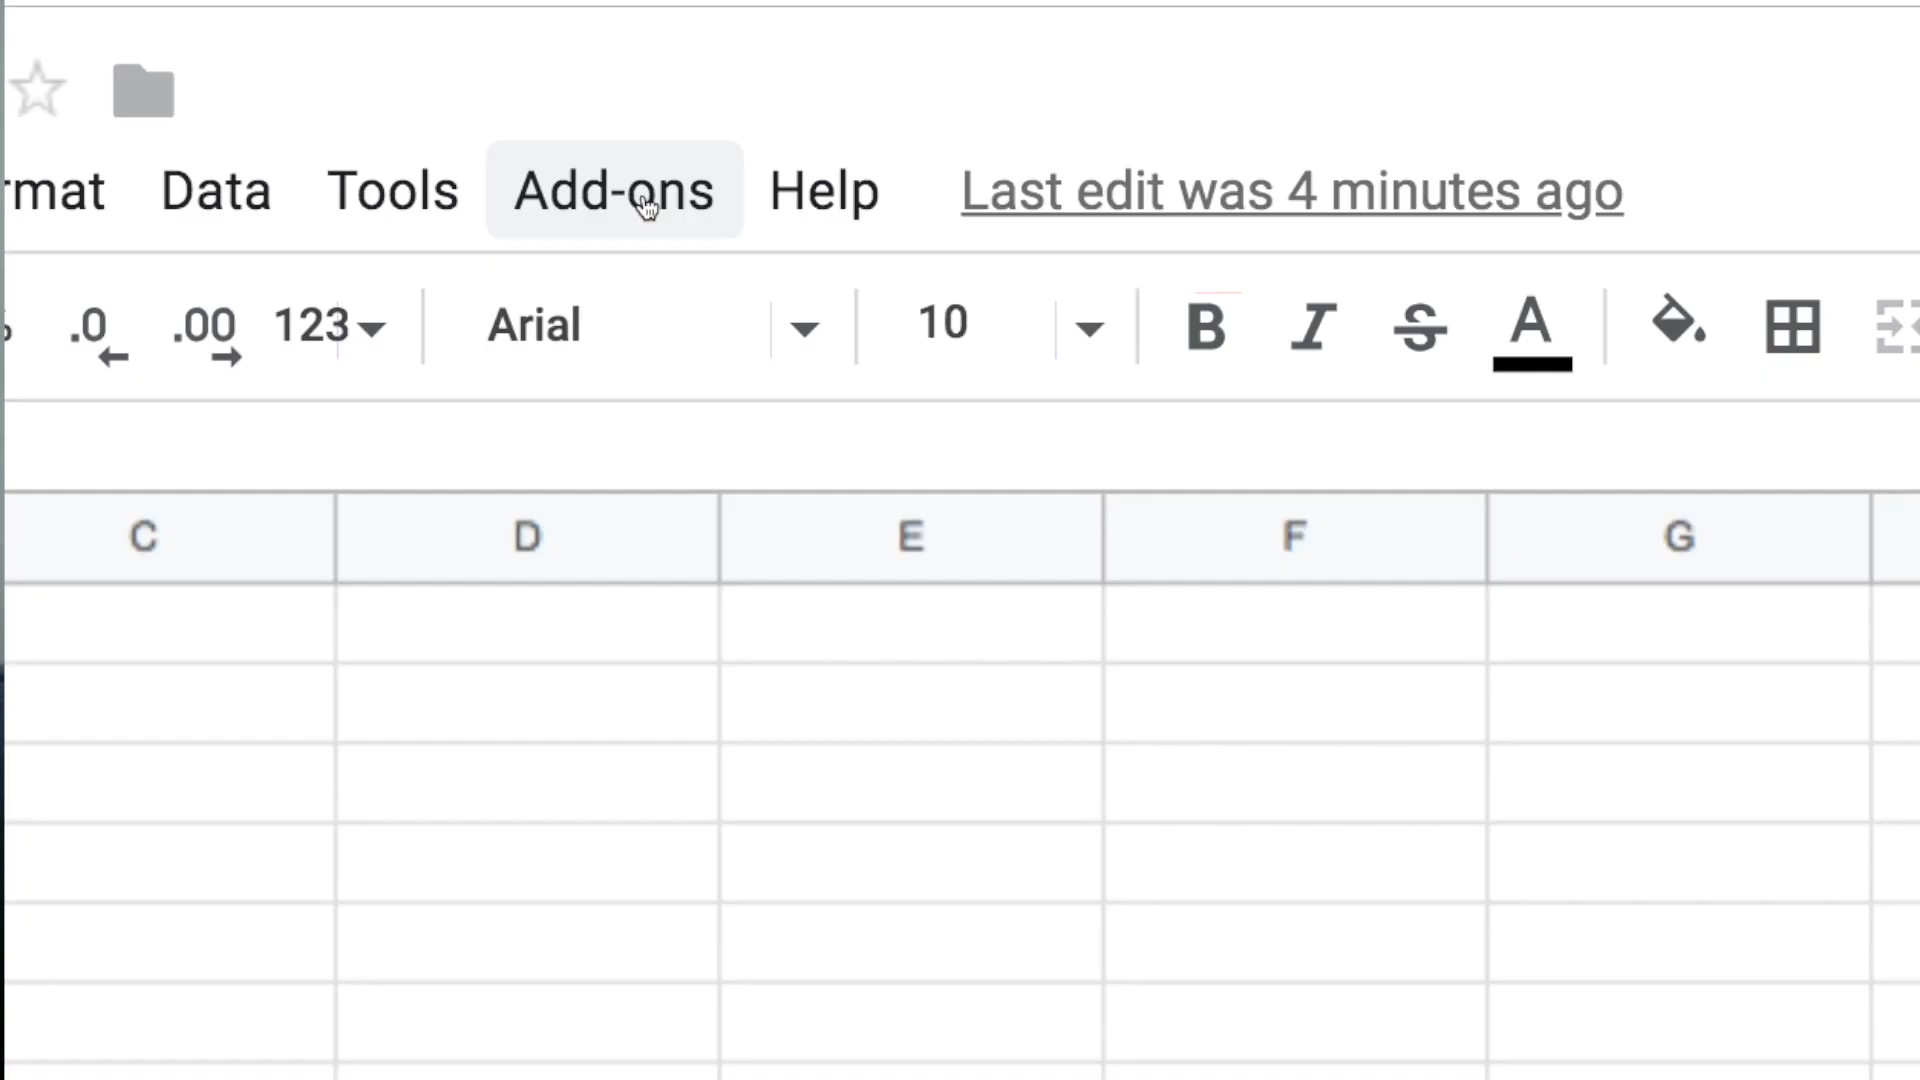 rmat Data Tools Add-ons Help Last edit was 4 minutes ago
.0 .00 123 Arial 10 B I S A
C D E F G